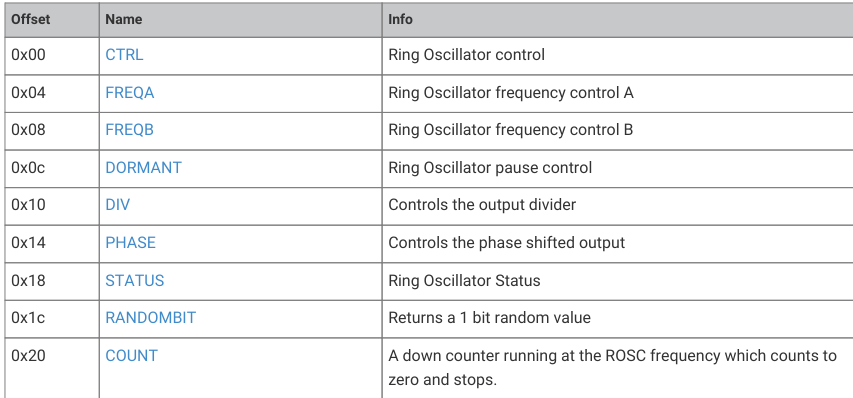 Offset Name Info
0x00 CTRL Ring Oscillator control
0x04 FREQA Ring Oscillator frequency control A
0x08 FREQB Ring Oscillator frequency control B
0x0c DORMANT Ring Oscillator pause control
0x10 DIV Controls the output divider
0x14 PHASE Controls the phase shifted output
0x18 STATUS Ring Oscillator Status
0x1c RANDOMBIT Returns a 1 bit random value
0x20 COUNT A down counter running at the ROSC frequency which counts to
zero and stops.